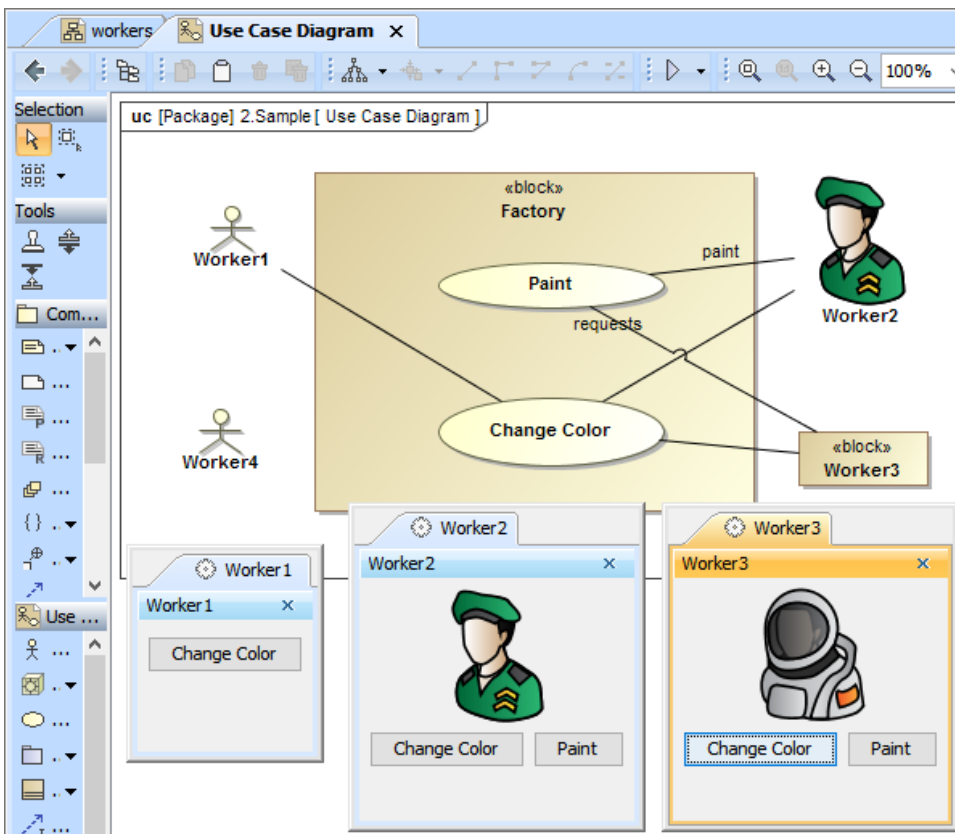 workers
Use Case Diagram
100%
Selection
uc [Package] 2.Sample [ Use Case Diagram ]
Tools
«block»
Factory
Worker1
paint
Paint
Worker2
Com...
requests
...
...
P ...
R ...
...
{} ...
...
Change Color
Worker4
«block»
Worker3
Worker1
Worker1
Change Color
Worker2
Worker2
Change Color
Paint
Worker3
Worker3
Change Color
Paint
Use ...
...
...
...
...
...
...